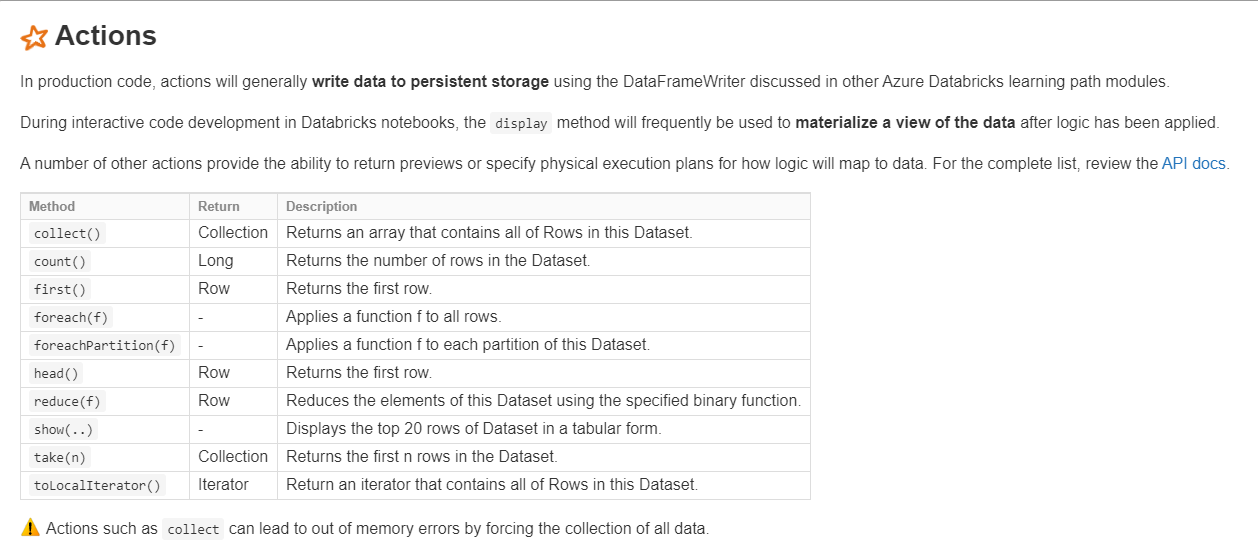 Actions
In production code, actions will generally write data to persistent storage using the DataFrameWriter discussed in other Azure Databricks learning path modules.
During interactive code development in Databricks notebooks, the display method will frequently be used to materialize a view of the data after logic has been applied.
A number of other actions provide the ability to return previews or specify physical execution plans for how logic will map to data. For the complete list, review the API docs.
Method Return Description
collect() Collection Returns an array that contains all of Rows in this Dataset.
count() Long Returns the number of rows in the Dataset.
first() Row Returns the first row.
foreach(f) - Applies a function f to all rows.
foreachPartition(f) - Applies a function f to each partition of this Dataset.
head() Row Returns the first row.
reduce(f) Row Reduces the elements of this Dataset using the specified binary function.
show(..) - Displays the top 20 rows of Dataset in a tabular form.
take(n) Collection Returns the first n rows in the Dataset.
toLocalIterator() Iterator Return an iterator that contains all of Rows in this Dataset.
Actions such as collect can lead to out of memory errors by forcing the collection of all data.